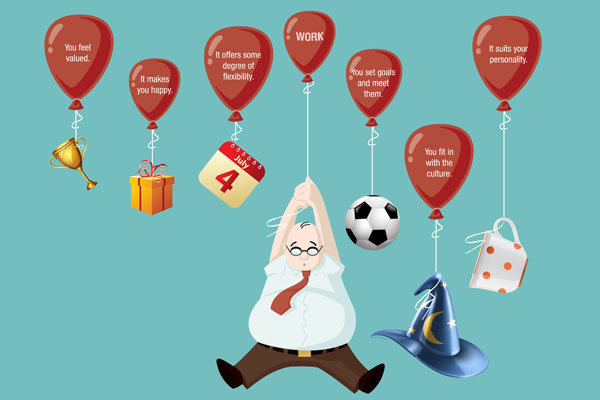 You feel
valued.
It makes
you happy.
It offers some
degree of
flexibility.
July
4
WORK
You set goals
and meet
them.
You fit in
with the
culture.
It suits your
personality.